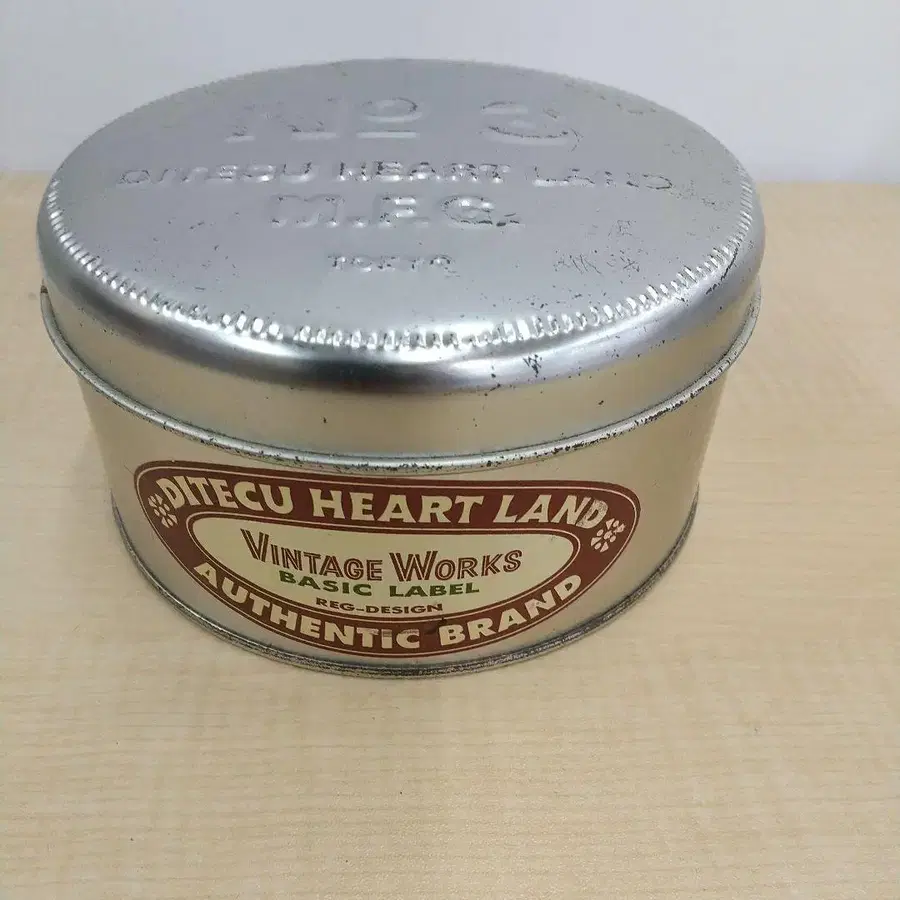 No 3
DITECU HEART LAND
M.F.G.
TOKYO
DITECU HEART LAND
VINTAGE WORKS
BASIC LABEL
REG-DESIGN
AUTHENTIC BRAND